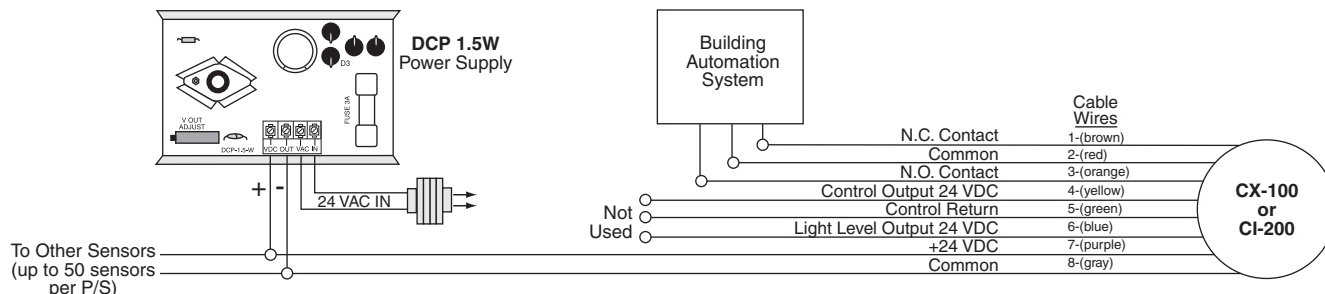 DCP 1.5W
Power Supply
D3
FUSE 3A
V OUT
ADJUST
DCP-1.5-W
VDC OUT VAC IN
+ -
24 VAC IN
To Other Sensors
(up to 50 sensors
per P/S)
Building
Automation
System
Cable
Wires
N.C. Contact 1-(brown)
Common 2-(red)
N.O. Contact 3-(orange)
Control Output 24 VDC 4-(yellow)
Control Return 5-(green)
Light Level Output 24 VDC 6-(blue)
+24 VDC 7-(purple)
Common 8-(gray)
Not
Used
CX-100
or
CI-200